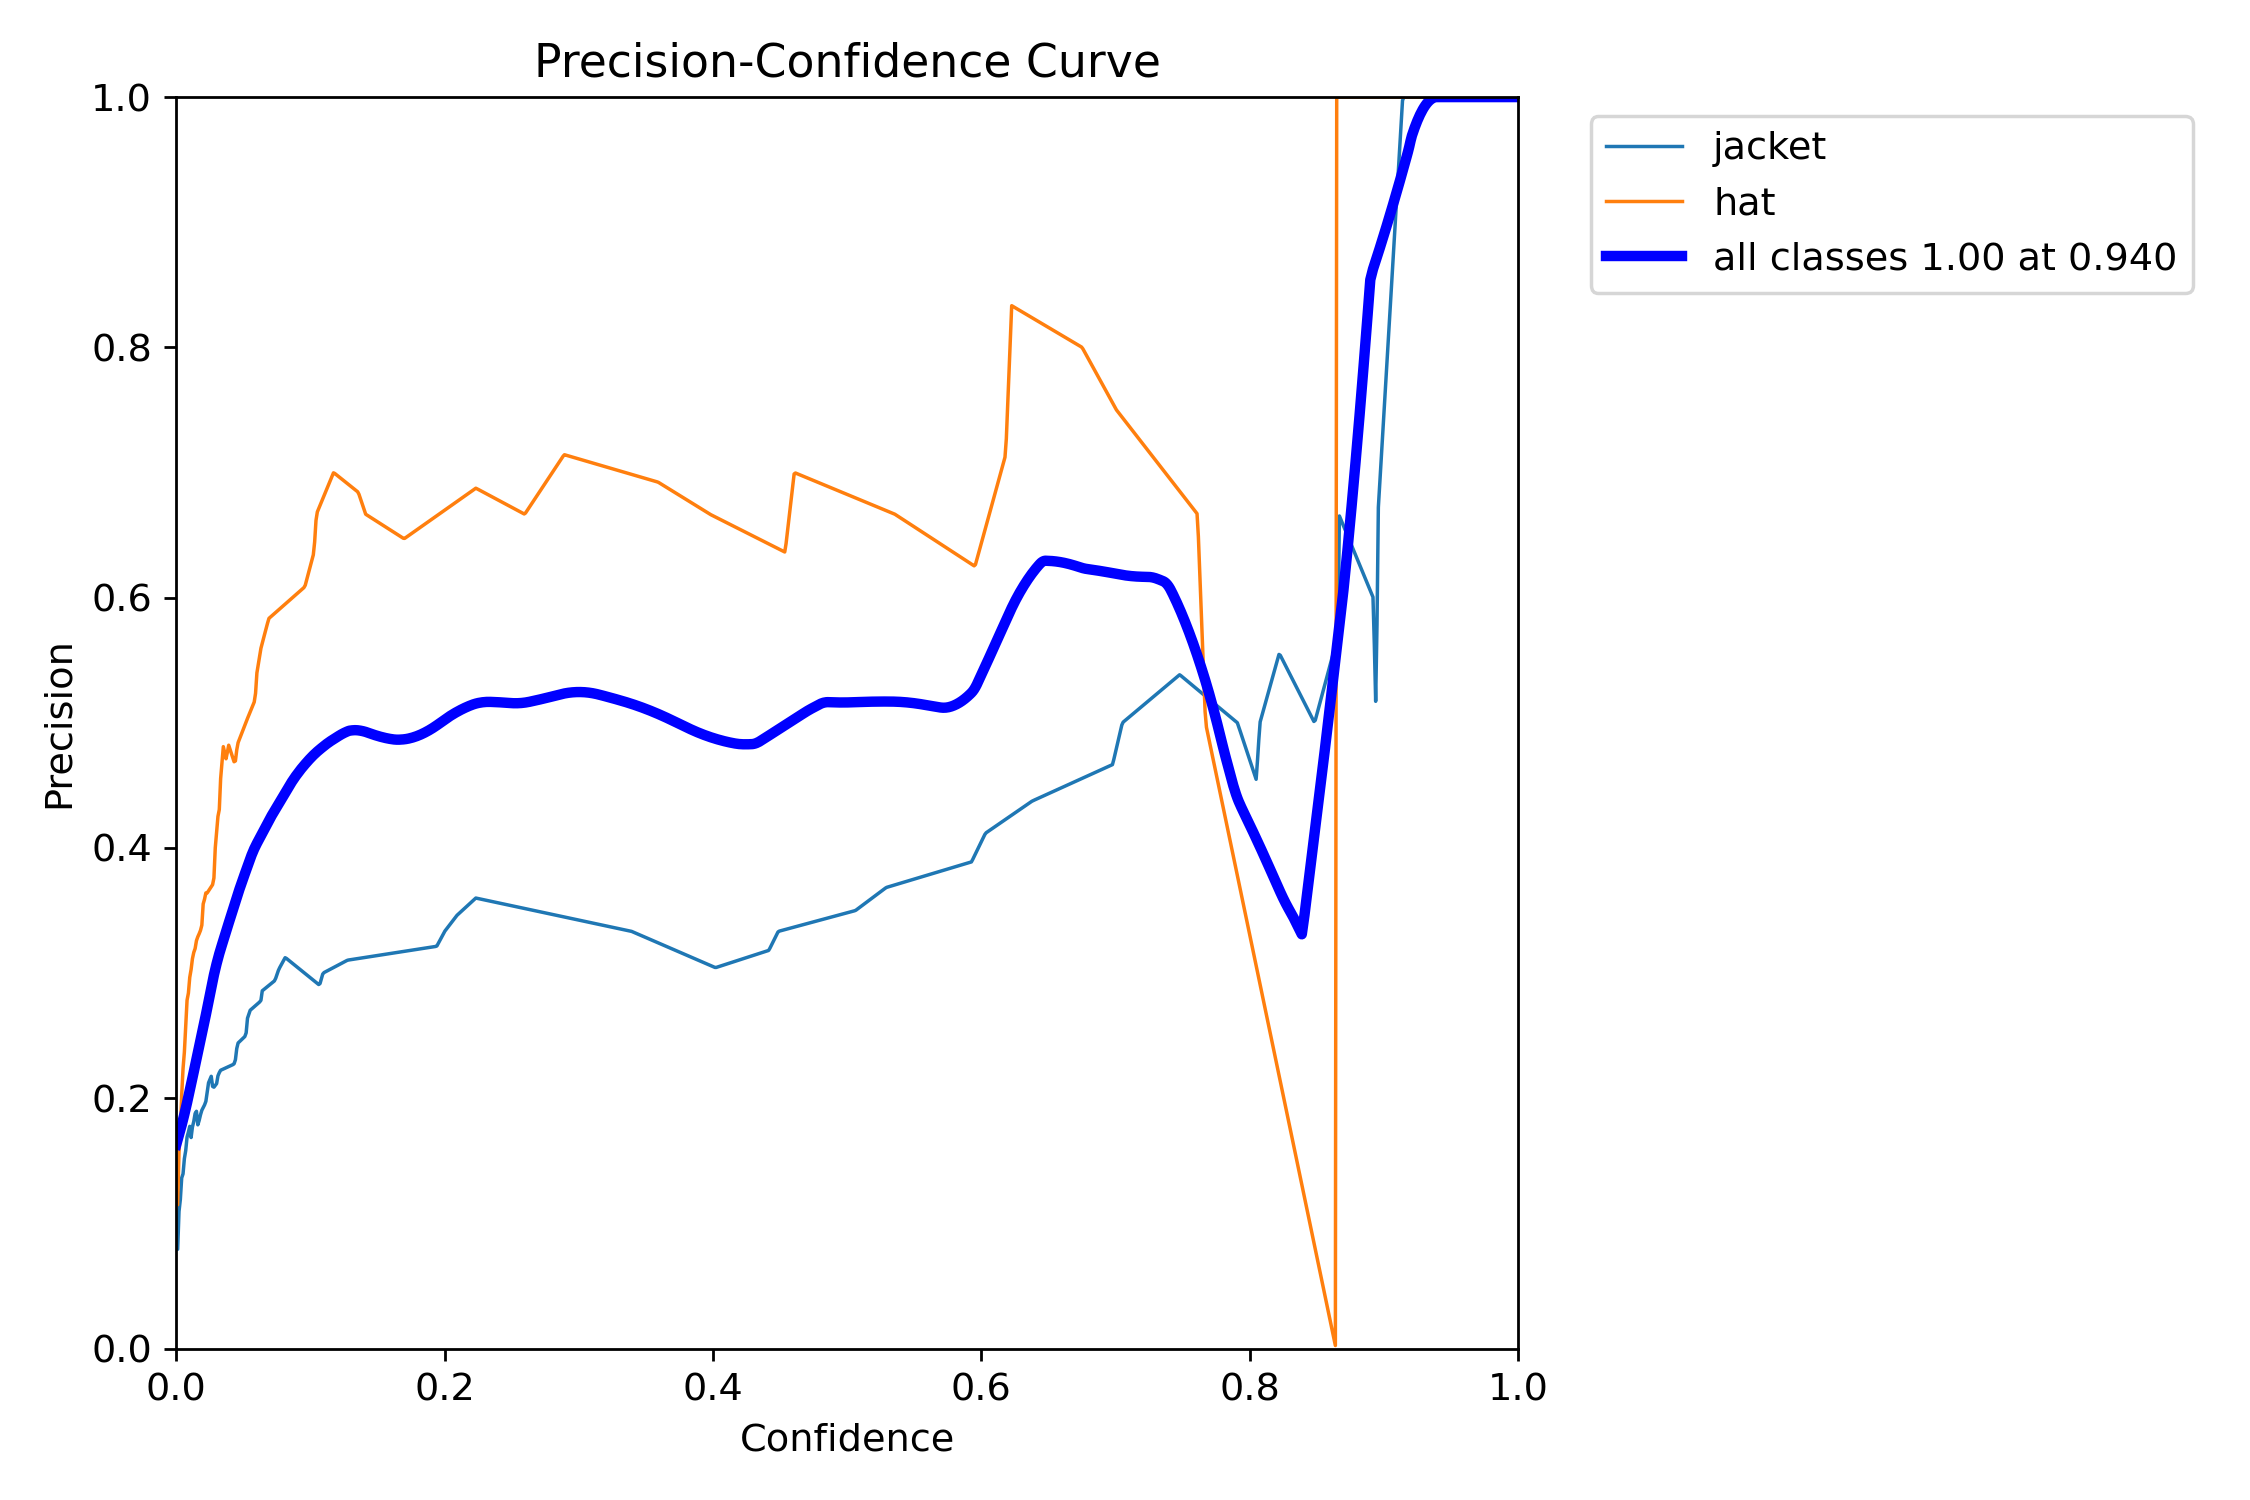 Precision-Confidence Curve
1.0
0.8
0.6
0.4
0.2
0.0
Precision
0.0 0.2 0.4 0.6 0.8 1.0
Confidence
jacket
hat
all classes 1.00 at 0.940